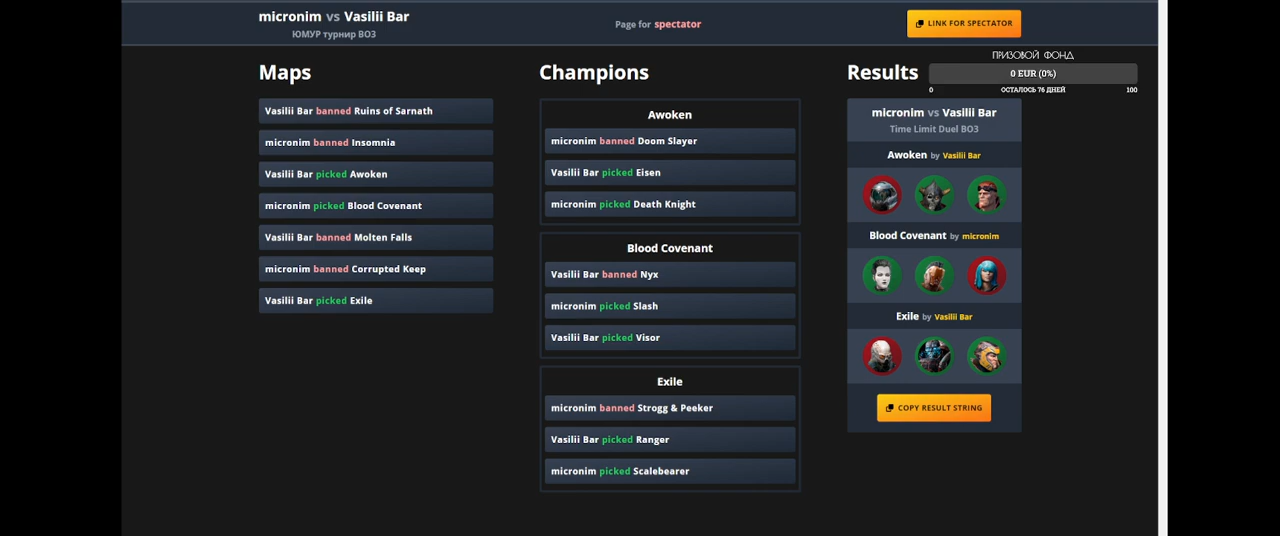 micronim vs Vasilii Bar
ЮМУР турнир BO3
Page for spectator
LINK FOR SPECTATOR
ПРИЗОВОЙ ФОНД
0 EUR (0%)
0 ОСТАЛОСЬ 76 ДНЕЙ 100
Maps
Vasilii Bar banned Ruins of Sarnath
micronim banned Insomnia
Vasilii Bar picked Awoken
micronim picked Blood Covenant
Vasilii Bar banned Molten Falls
micronim banned Corrupted Keep
Vasilii Bar picked Exile
Champions
Awoken
micronim banned Doom Slayer
Vasilii Bar picked Eisen
micronim picked Death Knight
Blood Covenant
Vasilii Bar banned Nyx
micronim picked Slash
Vasilii Bar picked Visor
Exile
micronim banned Strogg & Peeker
Vasilii Bar picked Ranger
micronim picked Scalebearer
Results
micronim vs Vasilii Bar
Time Limit Duel BO3
Awoken by Vasilii Bar
Blood Covenant by micronim
Exile by Vasilii Bar
COPY RESULT STRING